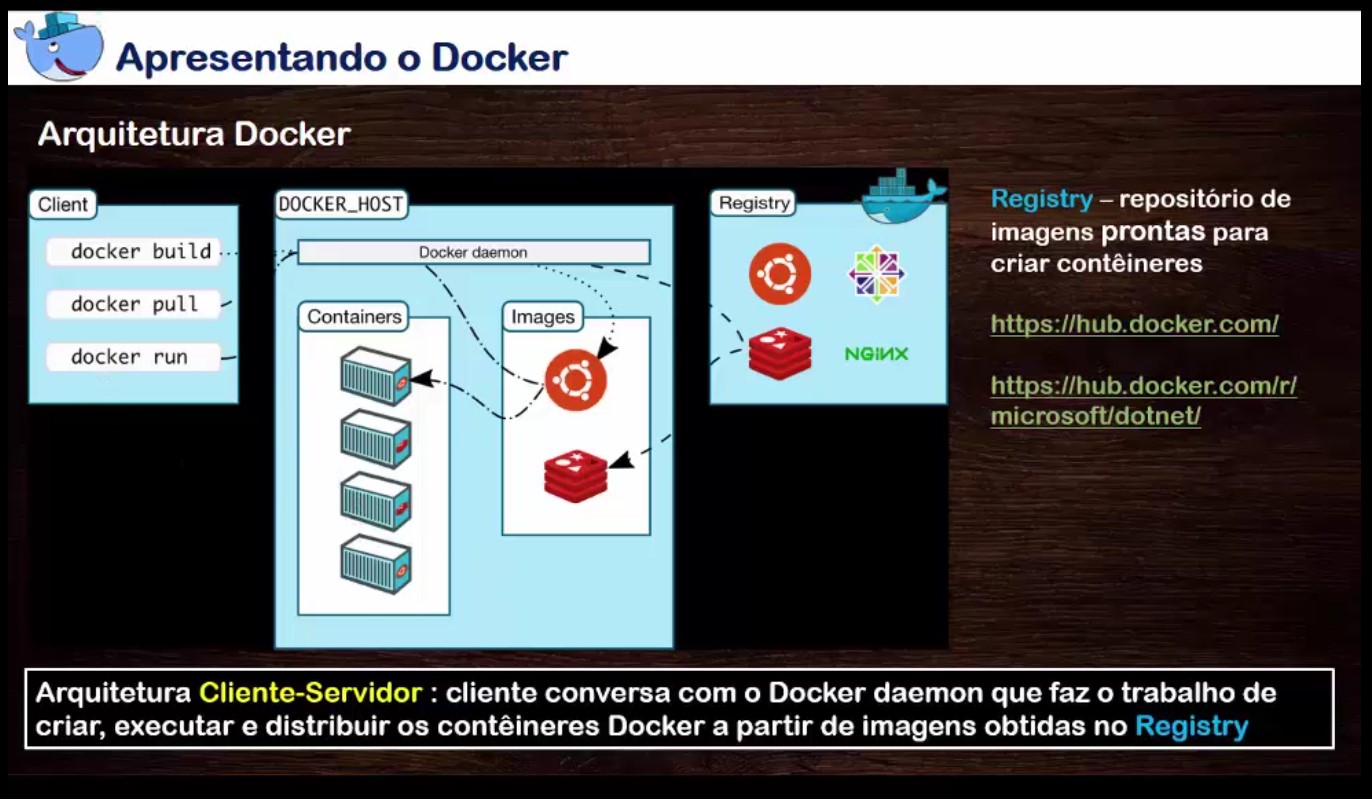 Apresentando o Docker
Arquitetura Docker
Client
docker build
docker pull
docker run
DOCKER_HOST
Docker daemon
Containers
Images
Registry
NGiNX
Registry – repositório de
imagens prontas para
criar contêineres
https://hub.docker.com/
https://hub.docker.com/r/
microsoft/dotnet/
Arquitetura Cliente-Servidor : cliente conversa com o Docker daemon que faz o trabalho de
criar, executar e distribuir os contêineres Docker a partir de imagens obtidas no Registry